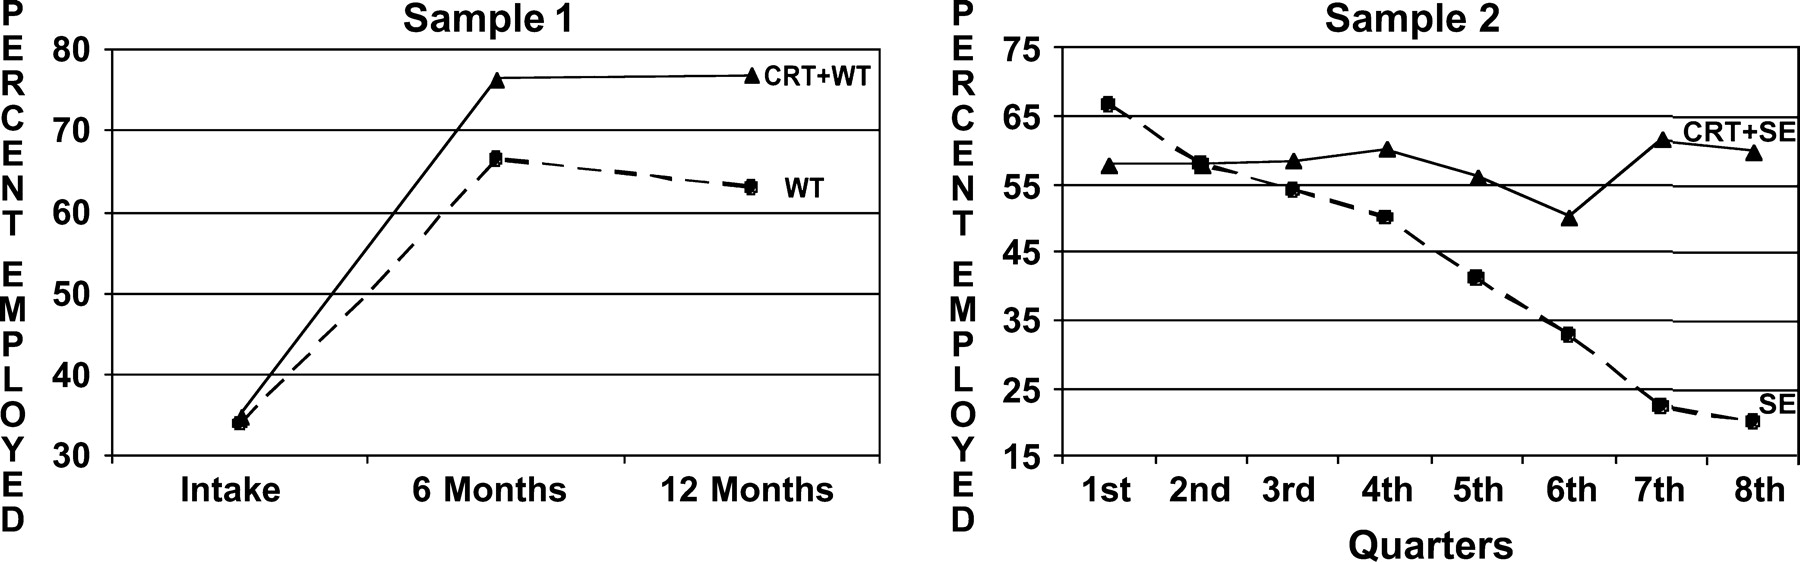 Sample 1
PERCENT EMPLOYED
80
70
60
50
40
30
CRT+WT
WT
Intake 6 Months 12 Months
Sample 2
PERCENT EMPLOYED
75
65
55
45
35
25
15
CRT+SE
SE
1st 2nd 3rd 4th 5th 6th 7th 8th
Quarters